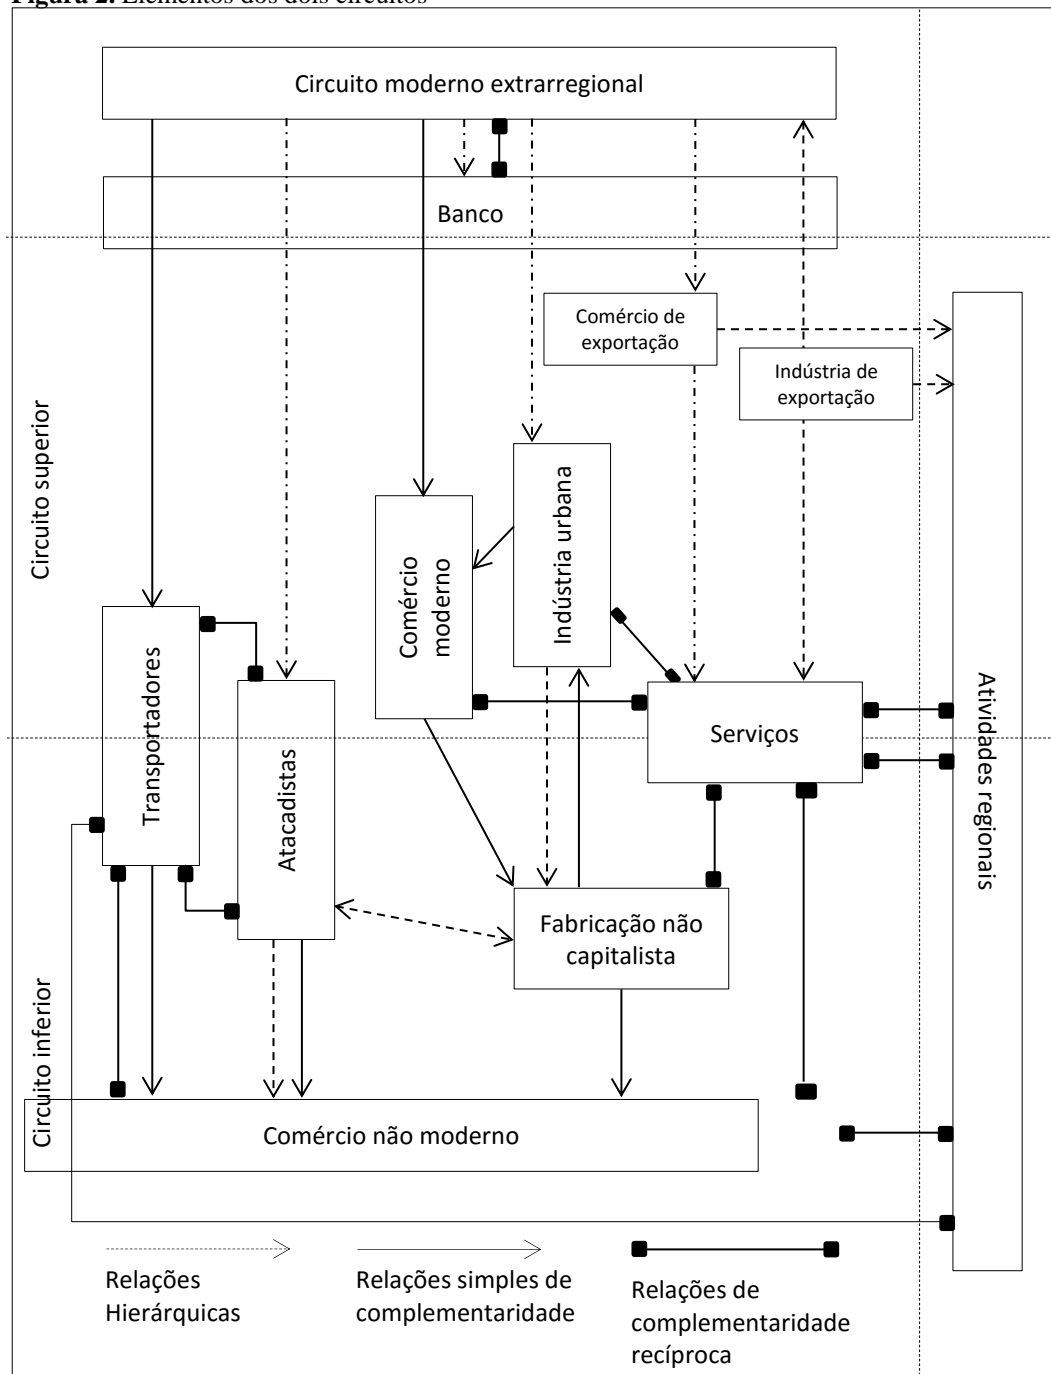 Figura 2. Elementos dos dois circuitos
Circuito moderno extrarregional
Banco
Comércio de
exportação
Indústria de
exportação
Circuito superior
Indústria urbana
Comércio
moderno
Transportadores
Atacadistas
Serviços
Atividades regionais
Fabricação não
capitalista
Circuito inferior
Comércio não moderno
Relações
Hierárquicas
Relações simples de
complementaridade
Relações de
complementaridade
recíproca